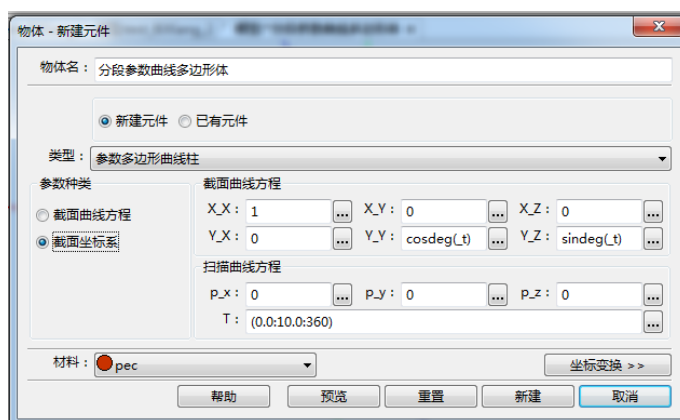 物体 - 新建元件
物体名： 分段参数曲线多边形体
新建元件 已有元件
类型： 参数多边形曲线柱
参数种类 截面曲线方程
截面曲线方程 X_X： 1 ... X_Y： 0 ... X_Z： 0 ...
截面坐标系 Y_X： 0 ... Y_Y： cosdeg(_t) ... Y_Z： sindeg(_t) ...
扫描曲线方程
p_x： 0 ... p_y： 0 ... p_z： 0 ...
T： (0.0:10.0:360) ...
材料： pec 坐标变换 >>
帮助 预览 重置 新建 取消